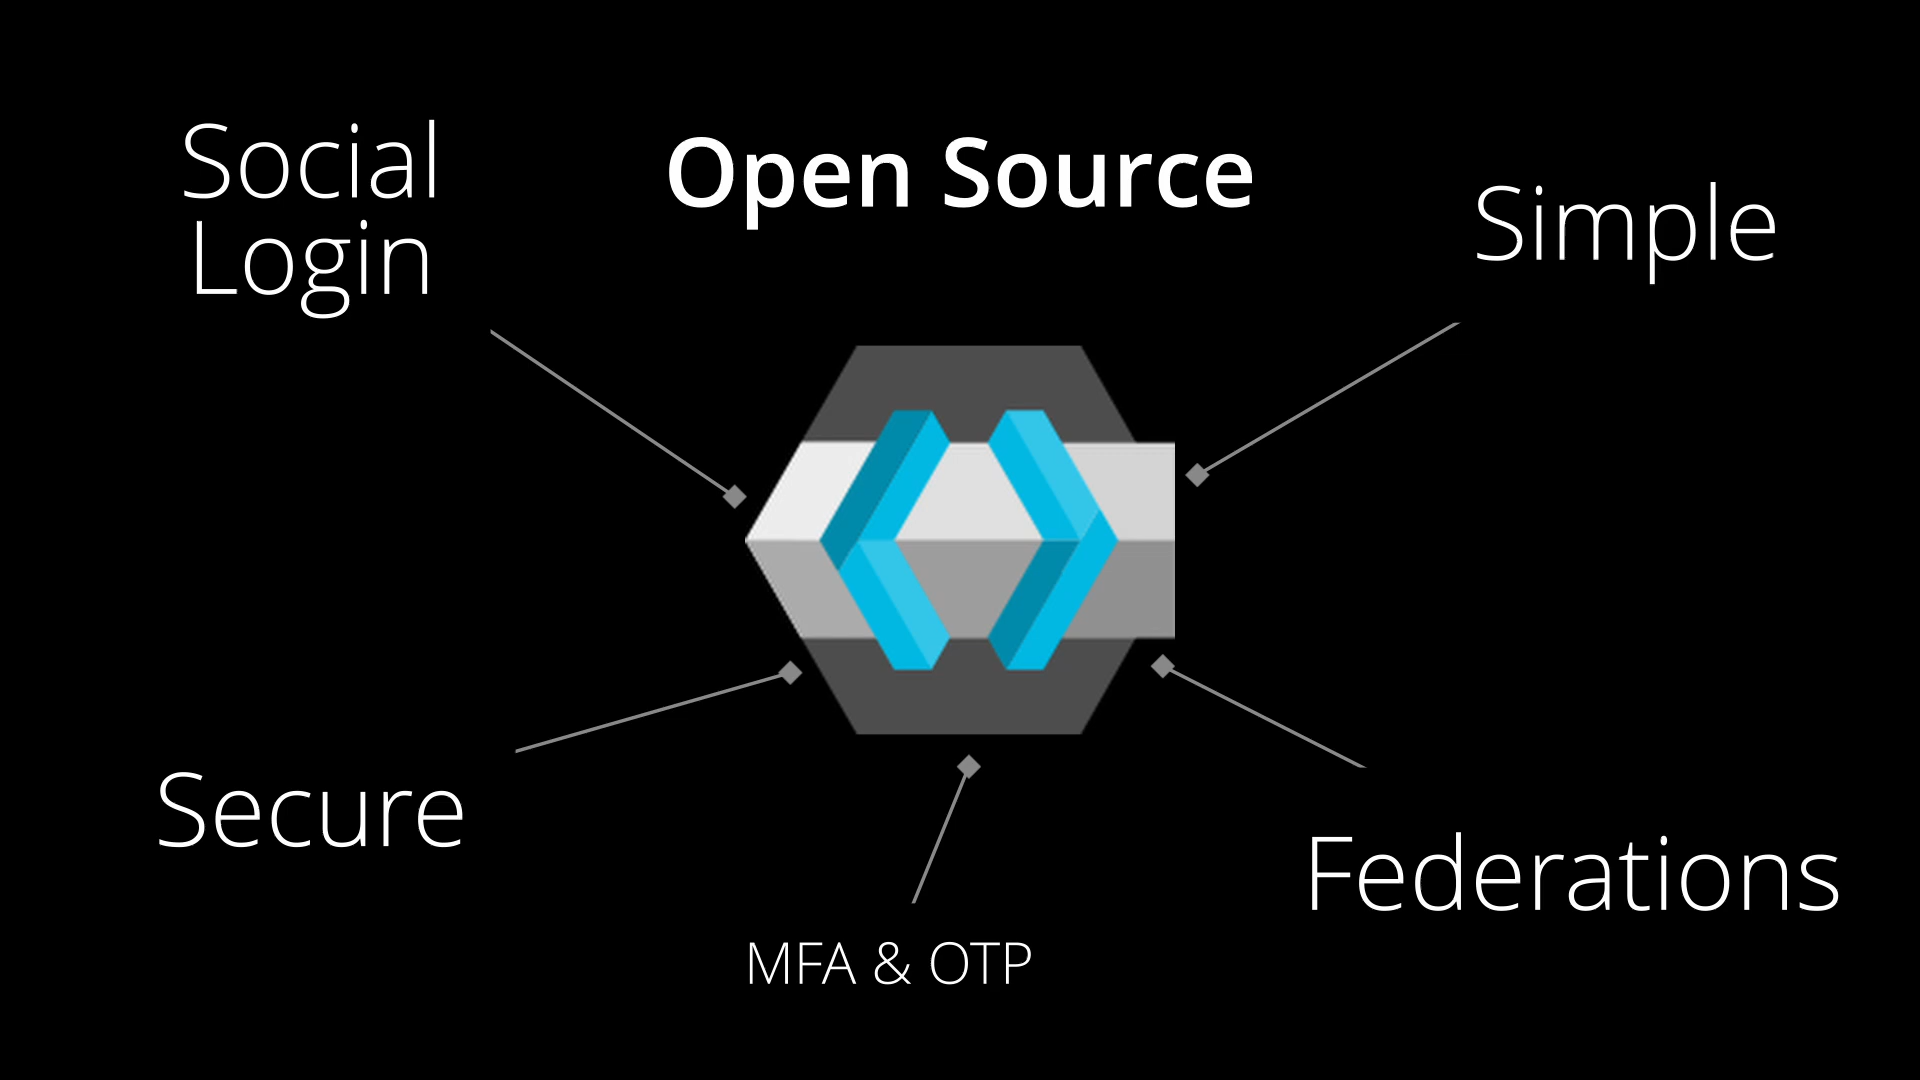 Social
Login
Open Source
Simple
Secure
MFA & OTP
Federations